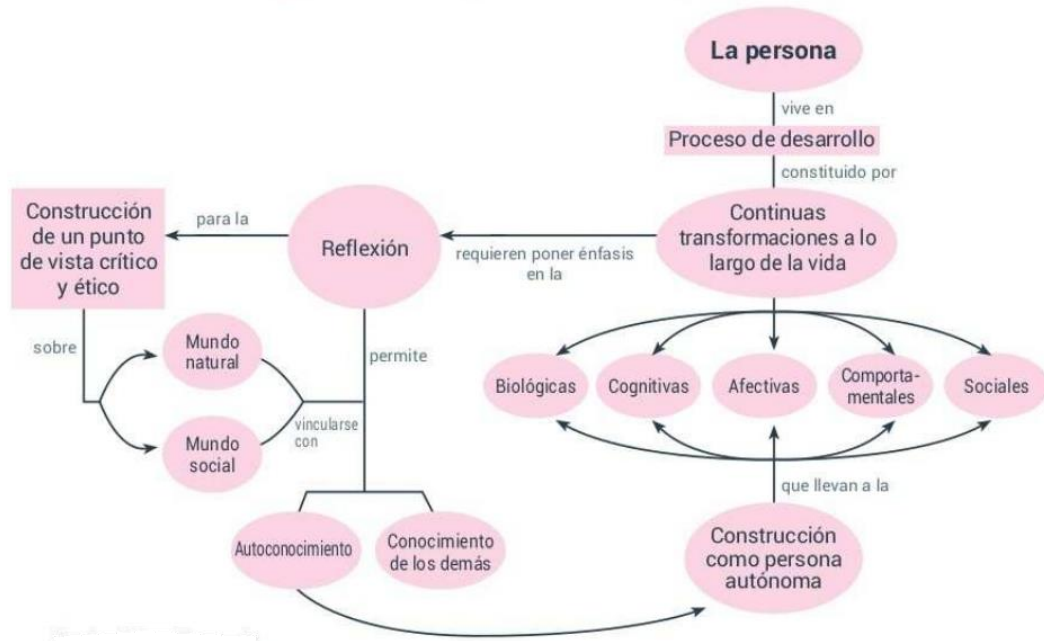 La persona
vive en
Proceso de desarrollo
constituido por
Continuas
transformaciones a lo
largo de la vida
requieren poner énfasis
en la
Reflexión
para la
Construcción
de un punto
de vista crítico
y ético
sobre
Mundo
natural
Mundo
social
vincularse
con
permite
Autoconocimiento
Conocimiento
de los demás
Biológicas
Cognitivas
Afectivas
Comporta-
mentales
Sociales
que llevan a la
Construcción
como persona
autónoma